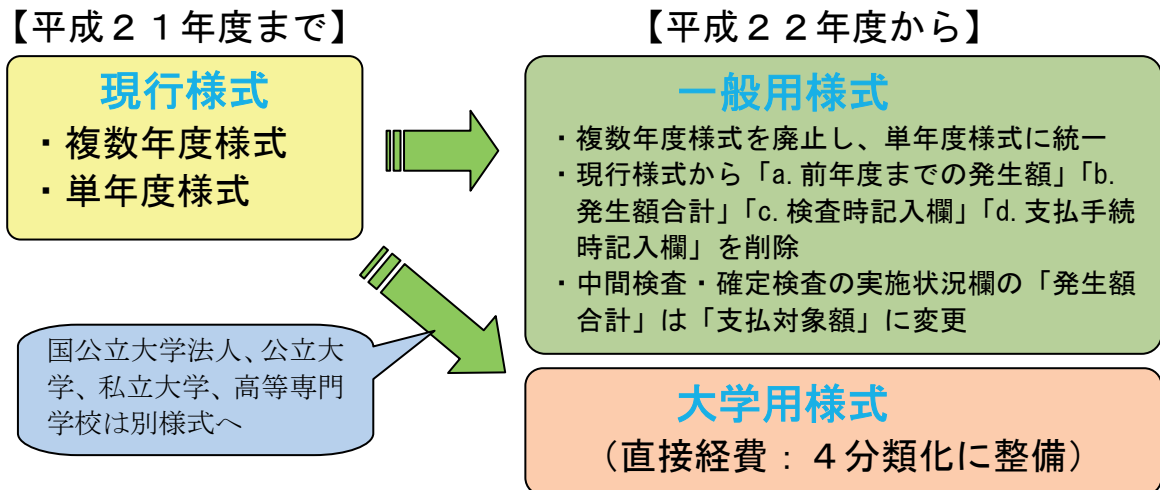 【平成２１年度まで】
現行様式
・複数年度様式
・単年度様式
国公立大学法人、公立大
学、私立大学、高等専門
学校は別様式へ
【平成２２年度から】
一般用様式
・複数年度様式を廃止し、単年度様式に統一
・現行様式から「a. 前年度までの発生額」「b.
発生額合計」「c. 検査時記入欄」「d. 支払手続
時記入欄」を削除
・中間検査・確定検査の実施状況欄の「発生額
合計」は「支払対象額」に変更
大学用様式
（直接経費：４分類化に整備）